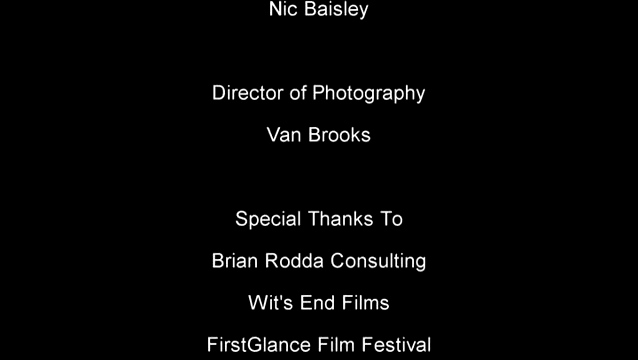 Nic Baisley
Director of Photography
Van Brooks
Special Thanks To
Brian Rodda Consulting
Wit's End Films
FirstGlance Film Festival